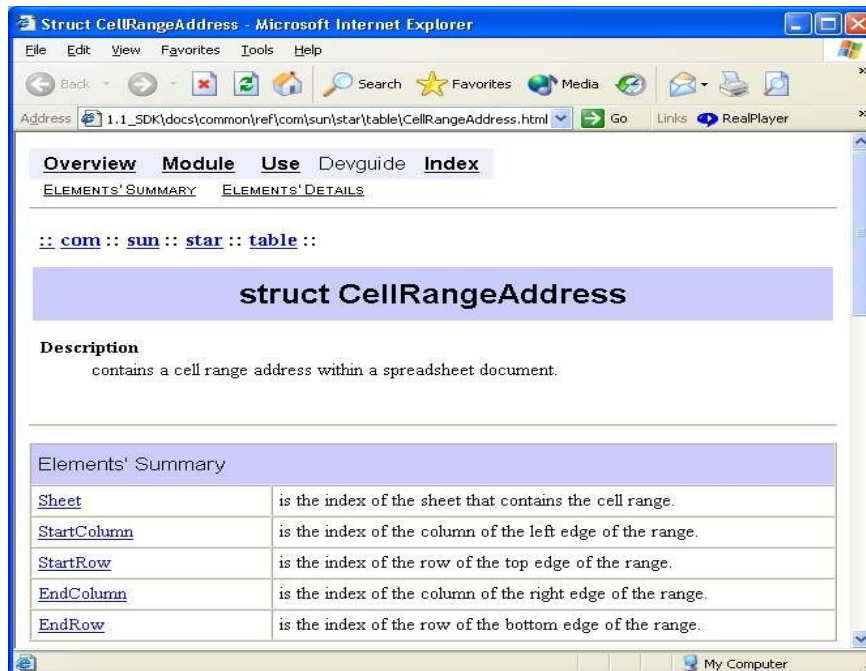 Struct CellRangeAddress - Microsoft Internet Explorer
File Edit View Favorites Tools Help
Back Search Favorites Media
Address 1.1_SDK\docs\common\ref\com\sun\star\table\CellRangeAddress.html Go Links RealPlayer
Overview Module Use Devguide Index
ELEMENTS' SUMMARY ELEMENTS' DETAILS
:: com :: sun :: star :: table ::
struct CellRangeAddress
Description
contains a cell range address within a spreadsheet document.
Elements' Summary
Sheet is the index of the sheet that contains the cell range.
StartColumn is the index of the column of the left edge of the range.
StartRow is the index of the row of the top edge of the range.
EndColumn is the index of the column of the right edge of the range.
EndRow is the index of the row of the bottom edge of the range.
My Computer